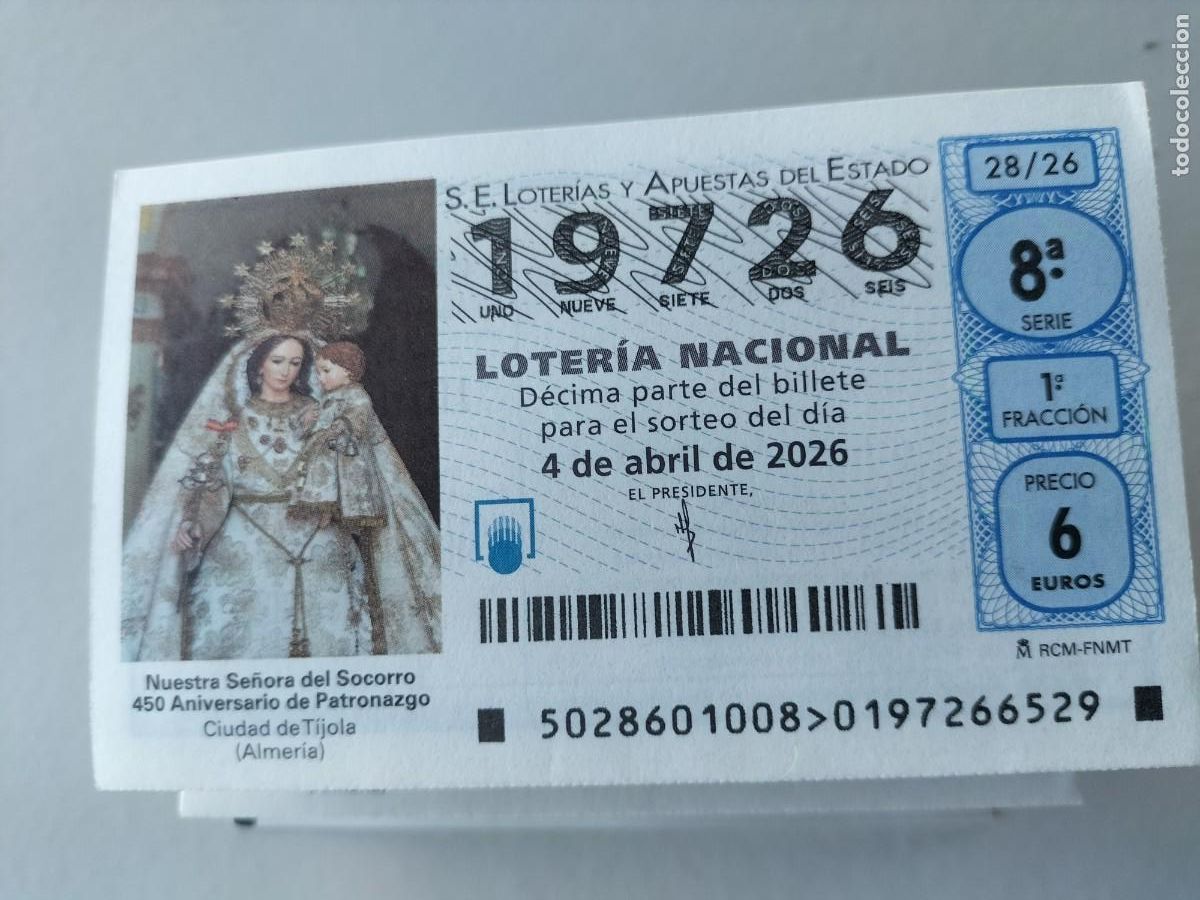 S.E. LOTERÍAS Y APUESTAS DEL ESTADO
19726
UNO NUEVE SIETE DOS SEIS
LOTERÍA NACIONAL
Décima parte del billete
para el sorteo del día
4 de abril de 2026
EL PRESIDENTE,
28/26
8ª
SERIE
1ª
FRACCIÓN
PRECIO
6
EUROS
RCM-FNMT
Nuestra Señora del Socorro
450 Aniversario de Patronazgo
Ciudad de Tíjola
(Almería)
5028601008>0197266529
todocoleccion